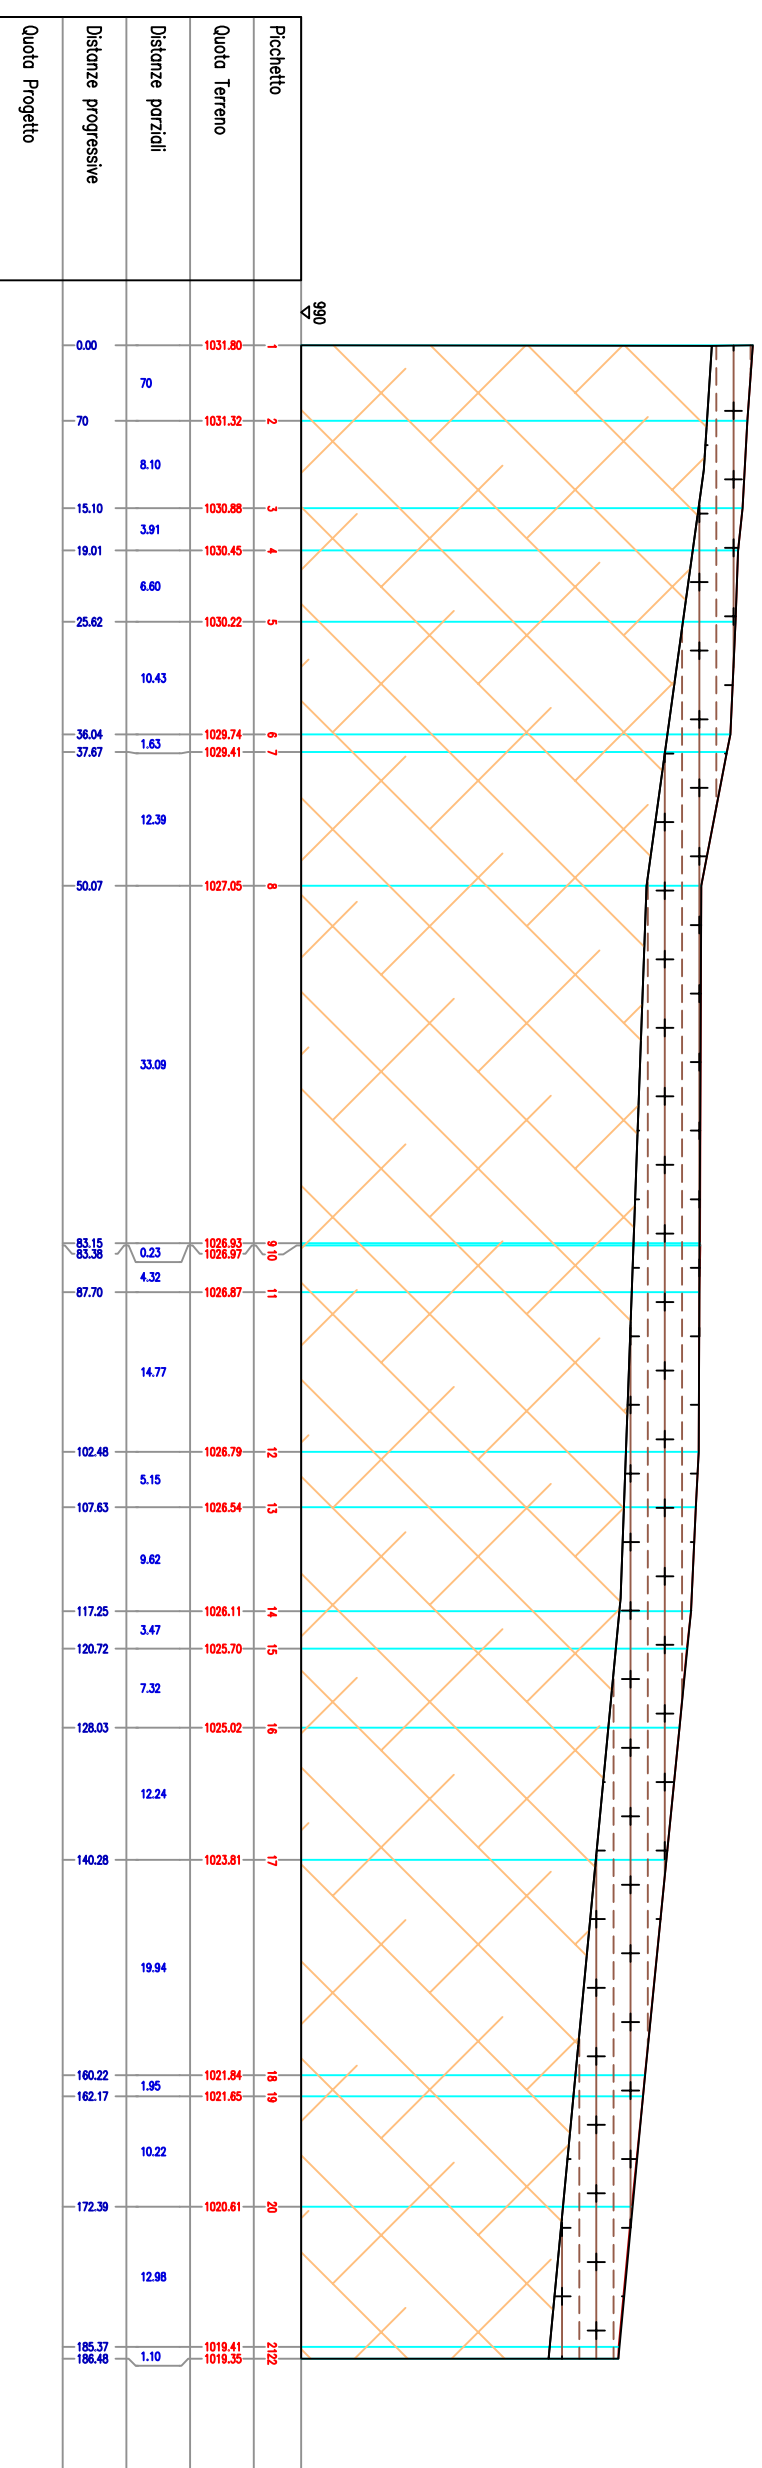 Picchetto
Quota Terreno
Distanze parziali
Distanze progressive
Quota Progetto
990
0.00 1031.80 1
70
70 1031.32 2
8.10
15.10 1030.88 3
3.91
19.01 1030.45 4
6.60
25.62 1030.22 5
10.43
36.04 1029.74 6
1.63
37.67 1029.41 7
12.39
50.07 1027.05 8
33.09
83.15 1026.93 9
0.23
83.38 1026.97 10
4.32
87.70 1026.87 11
14.77
102.48 1026.79 12
5.15
107.63 1026.54 13
9.62
117.25 1026.11 14
3.47
120.72 1025.70 15
7.32
128.03 1025.02 16
12.24
140.28 1023.81 17
19.94
160.22 1021.84 18
1.95
162.17 1021.65 19
10.22
172.39 1020.61 20
12.98
185.37 1019.41 21
1.10
186.48 1019.35 22